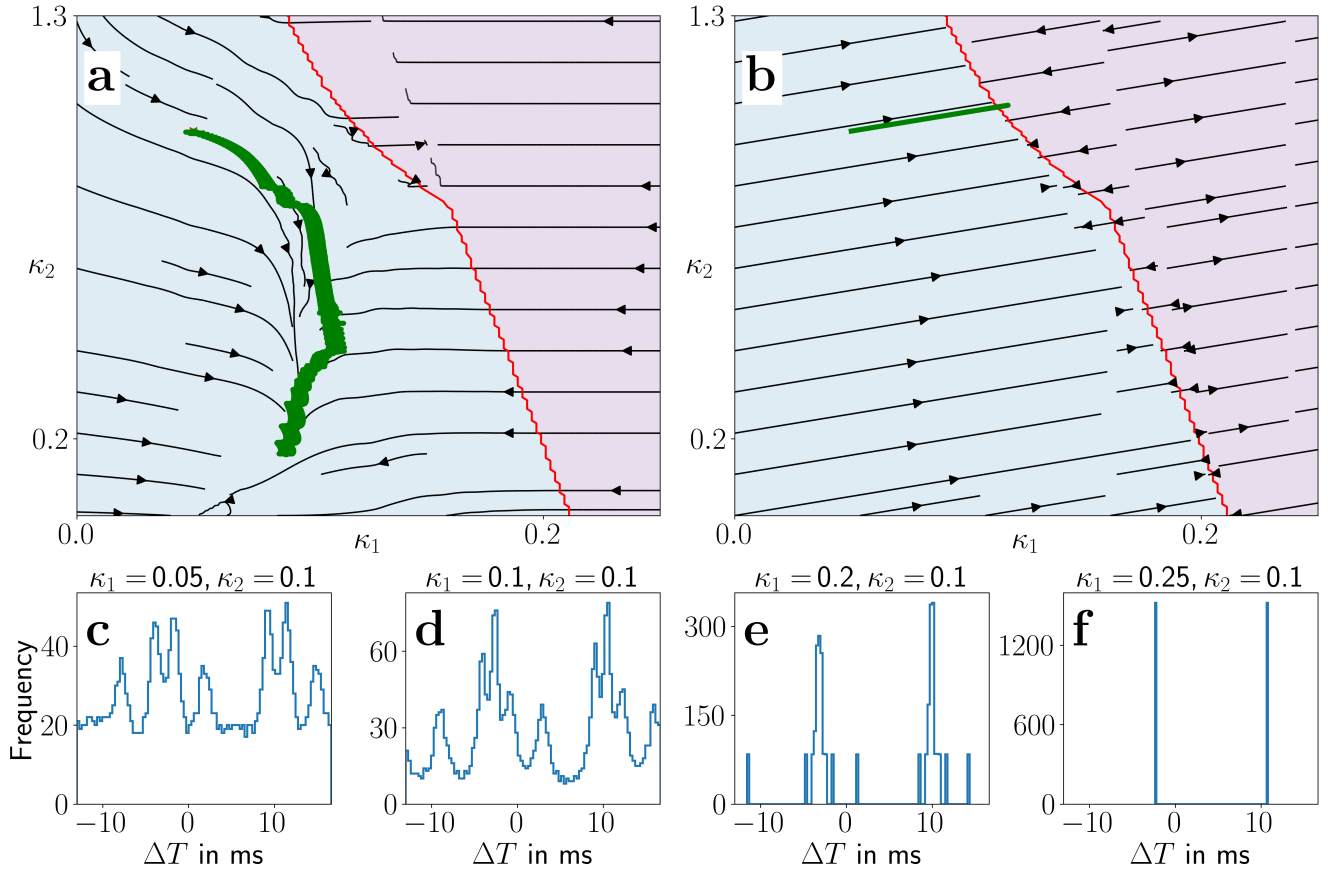 1.3
a
κ₂
0.2
0.0
0.2
κ₁
1.3
b
κ₂
0.2
0.0
0.2
κ₁
κ₁ = 0.05, κ₂ = 0.1
c
Frequency
40
20
0
−10
0
10
ΔT in ms
κ₁ = 0.1, κ₂ = 0.1
d
60
30
0
−10
0
10
ΔT in ms
κ₁ = 0.2, κ₂ = 0.1
e
300
150
0
−10
0
10
ΔT in ms
κ₁ = 0.25, κ₂ = 0.1
f
1200
600
0
−10
0
10
ΔT in ms